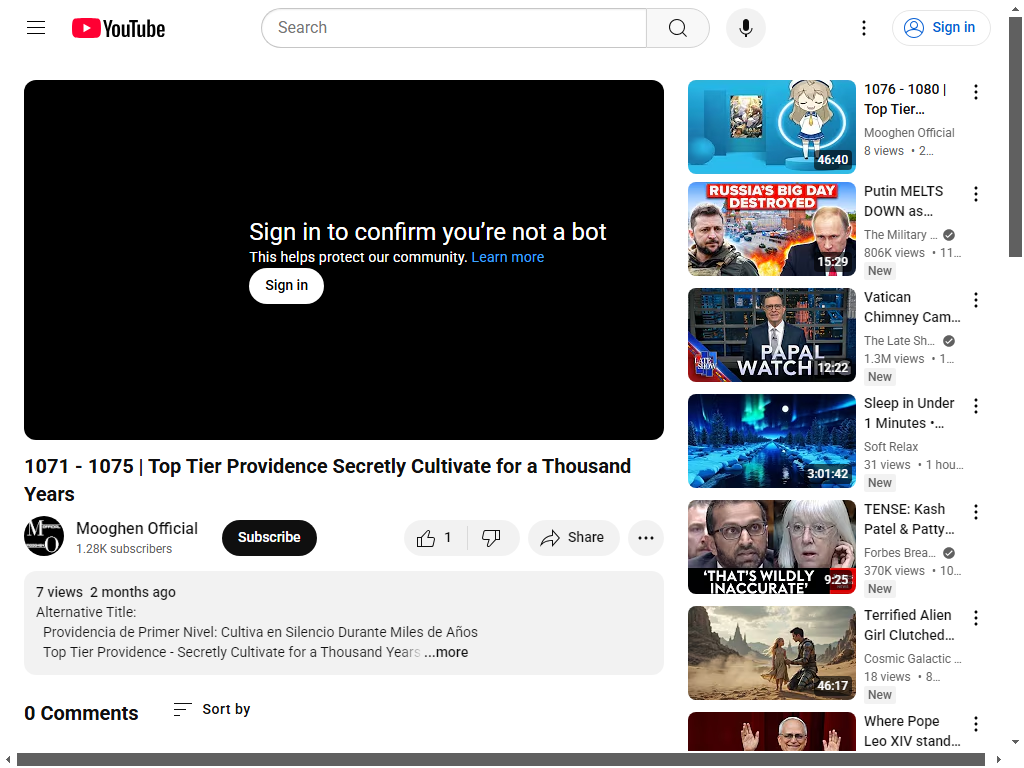 YouTube
Search
Sign in
Sign in to confirm you’re not a bot
This helps protect our community. Learn more
Sign in
1071 - 1075 | Top Tier Providence Secretly Cultivate for a Thousand
Years
Mooghen Official
1.28K subscribers
Subscribe
1
Share
7 views 2 months ago
Alternative Title:
Providencia de Primer Nivel: Cultiva en Silencio Durante Miles de Años
Top Tier Providence - Secretly Cultivate for a Thousand Years ...more
0 Comments
Sort by
46:40
1076 - 1080 |
Top Tier…
Mooghen Official
8 views • 2…
RUSSIA'S BIG DAY
DESTROYED
15:29
Putin MELTS
DOWN as…
The Military …
806K views • 11…
New
LATE SHOW
PAPAL
WATCHING
12:22
Vatican
Chimney Cam…
The Late Sh…
1.3M views • 1…
New
3:01:42
Sleep in Under
1 Minutes •…
Soft Relax
31 views • 1 hou…
New
'THAT'S WILDLY
INACCURATE'
9:25
TENSE: Kash
Patel & Patty…
Forbes Brea…
370K views • 10…
New
46:17
Terrified Alien
Girl Clutched…
Cosmic Galactic …
18 views • 8…
New
Where Pope
Leo XIV stand…